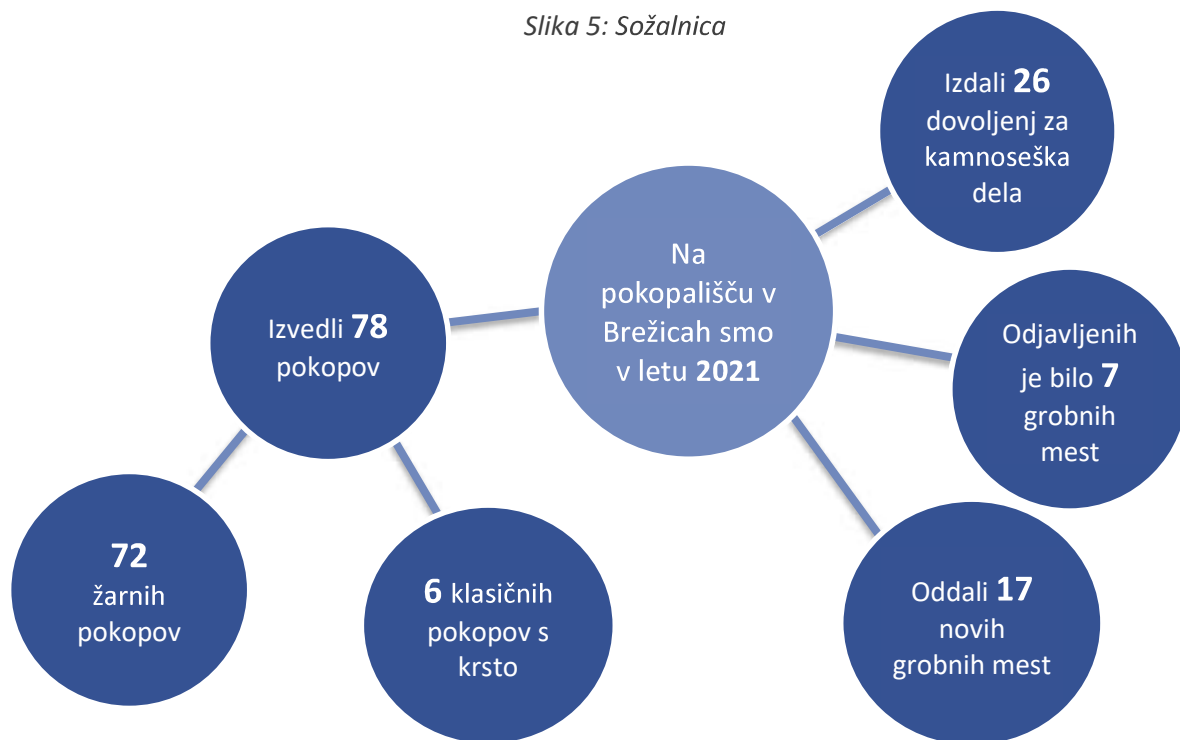 Slika 5: Sožalnica
Izdali 26
dovoljenj za
kamnoseška
dela
Na
pokopališču v
Brežicah smo
v letu 2021
Izvedli 78
pokopov
Odjavljenih
je bilo 7
grobnih
mest
72
žarnih
pokopov
6 klasičnih
pokopov s
krsto
Oddali 17
novih
grobnih mest